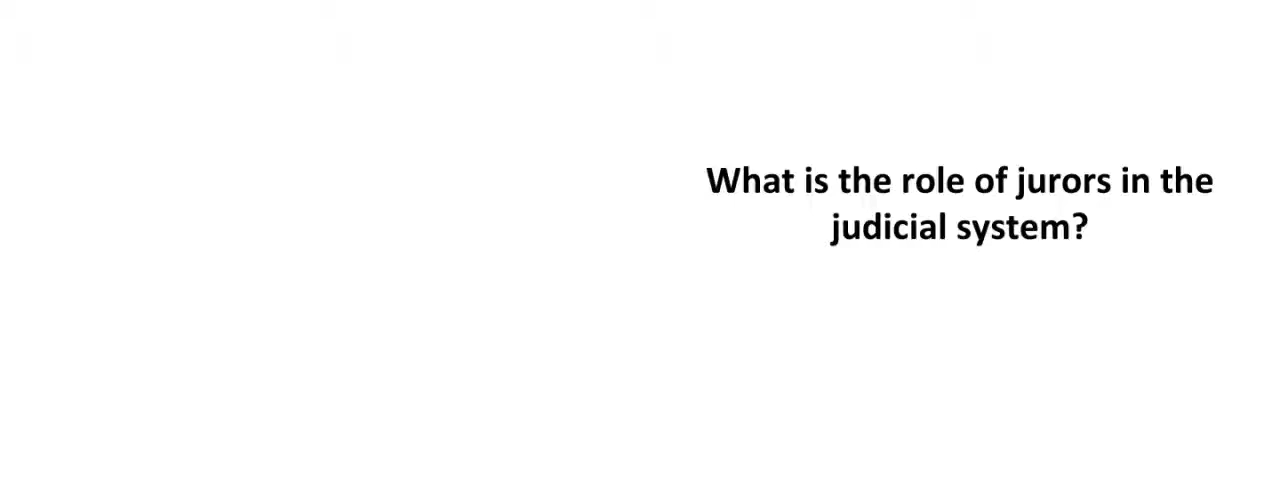 What is the role of jurors in the
judicial system?